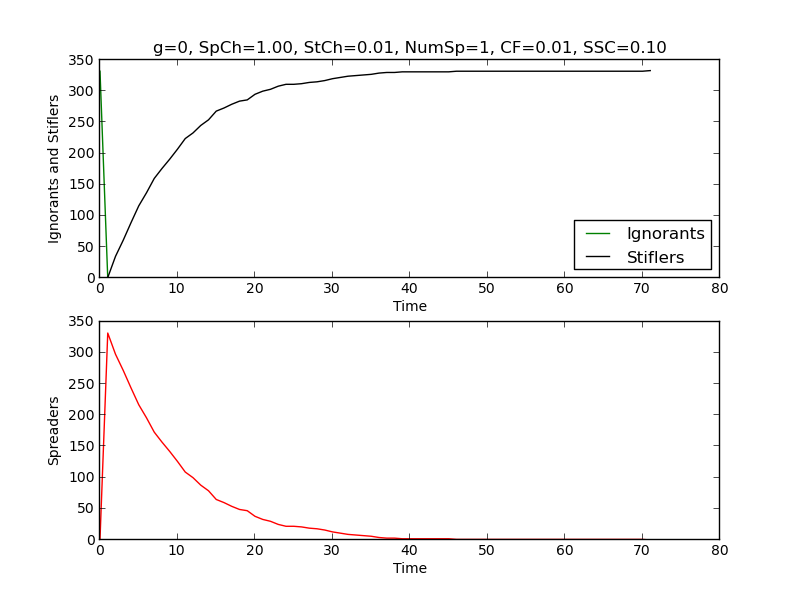 g=0, SpCh=1.00, StCh=0.01, NumSp=1, CF=0.01, SSC=0.10
350
300
250
200
150
100
50
0
Ignorants and Stiflers
Ignorants
Stiflers
0 10 20 30 40 50 60 70 80
Time
350
300
250
200
150
100
50
0
Spreaders
0 10 20 30 40 50 60 70 80
Time